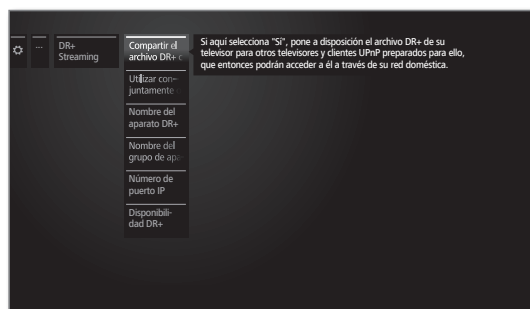 ...
DR+
Streaming
Compartir el
archivo DR+ c
Utilizar con-
juntamente
Nombre del
aparato DR+
Nombre del
grupo de apa
Número de
puerto IP
Disponibili-
dad DR+
Si aquí selecciona "Sí", pone a disposición el archivo DR+ de su
televisor para otros televisores y clientes UPnP preparados para ello,
que entonces podrán acceder a él a través de su red doméstica.